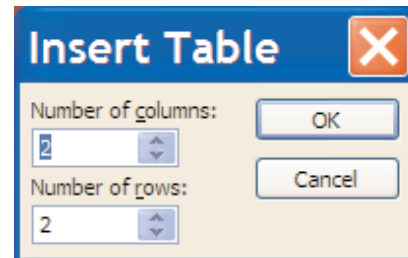 Insert Table
Number of columns:
2
OK
Number of rows:
Cancel
2